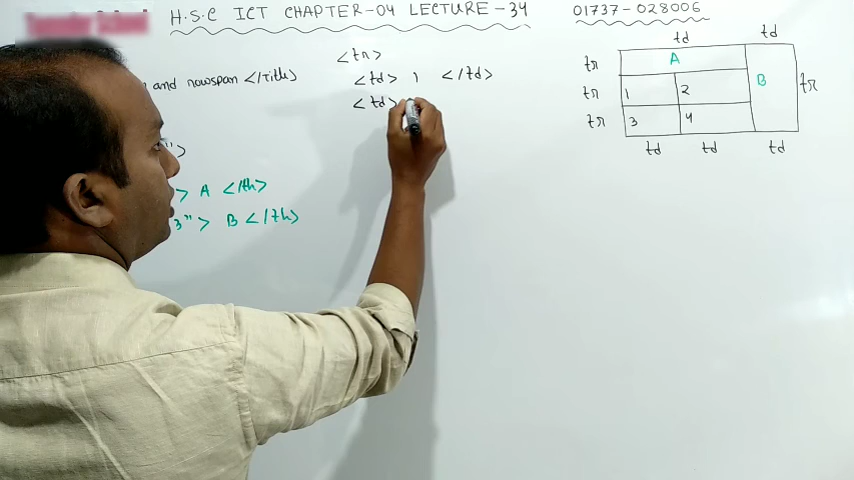 H.S.C ICT CHAPTER-04 LECTURE-34
01737-028006
<tr>
and rowspan </title>
<td> 1 </td>
<td>
">
> A </th>
3"> B </th>
td td
tr A
tr 1 2 B tr
tr 3 4
td td td